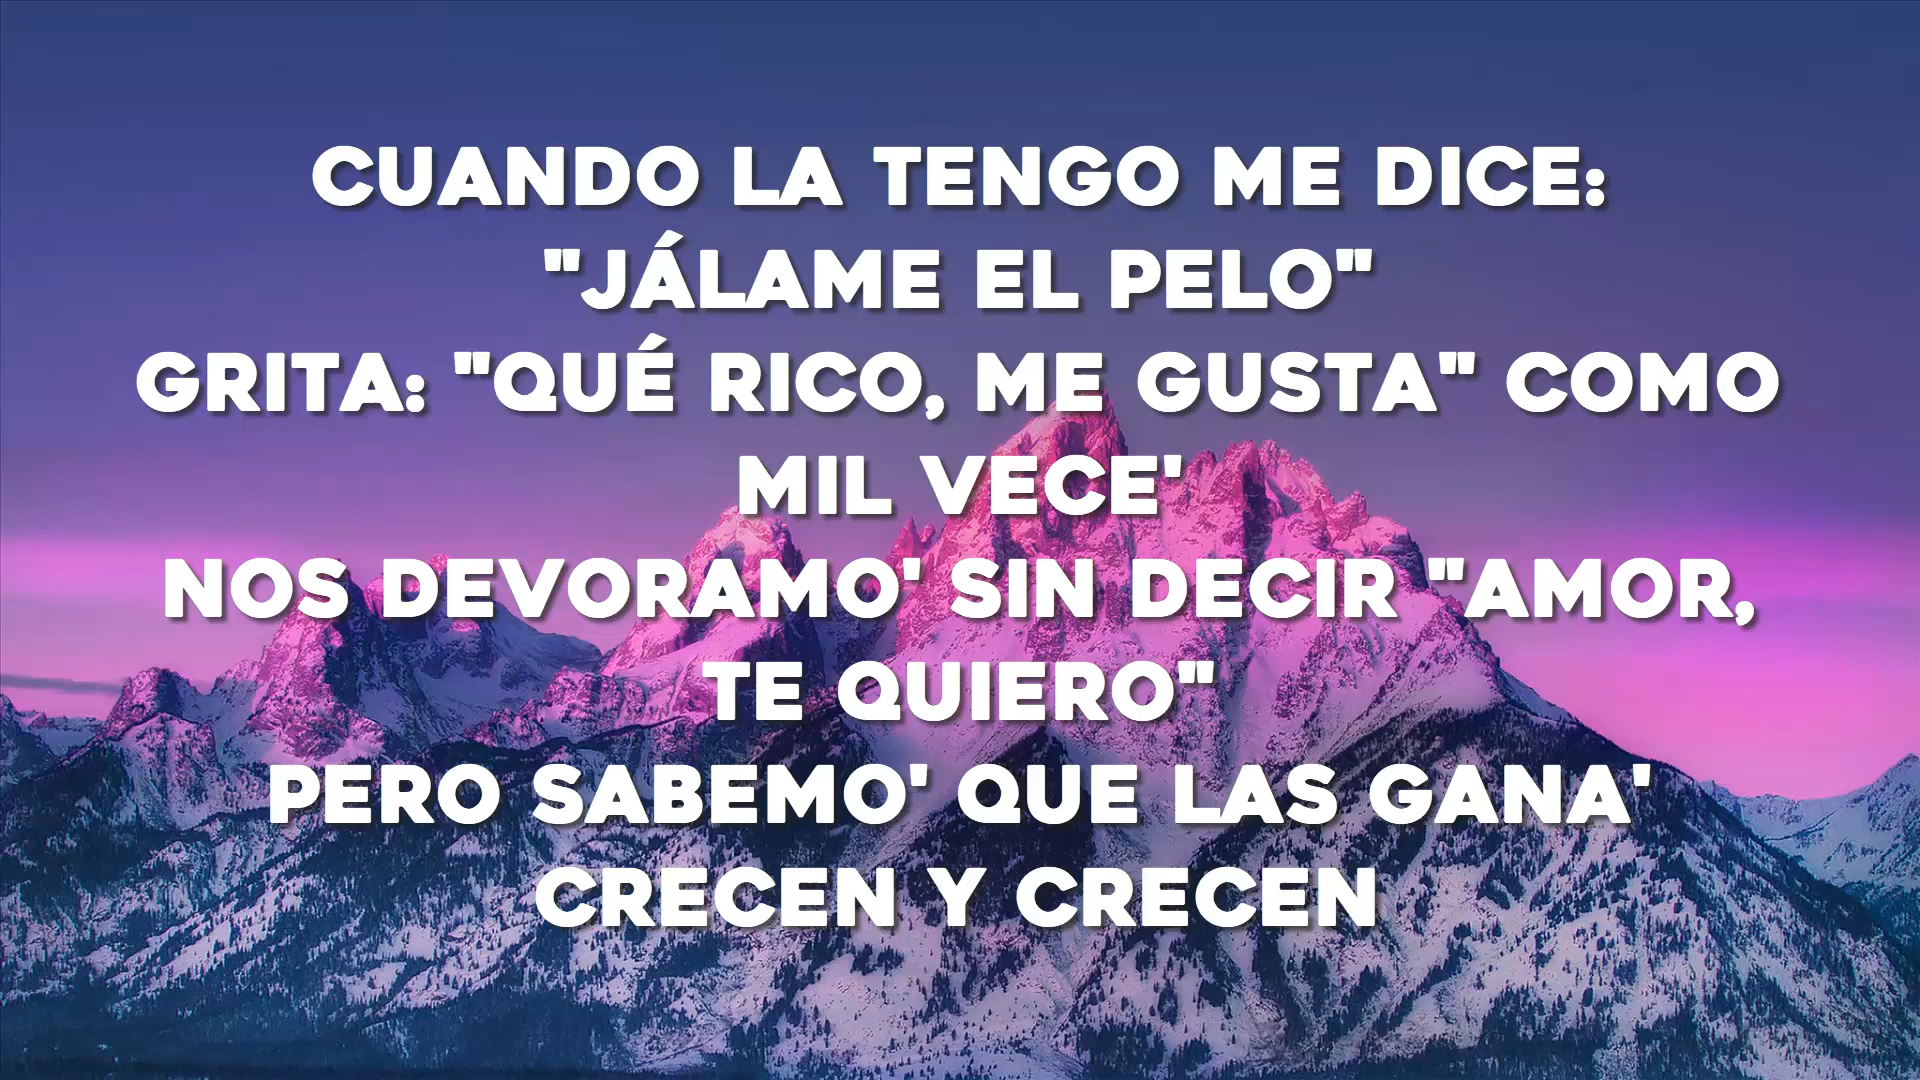 CUANDO LA TENGO ME DICE:
"JÁLAME EL PELO"
GRITA: "QUÉ RICO, ME GUSTA" COMO
MIL VECE'
NOS DEVORAMO' SIN DECIR "AMOR,
TE QUIERO"
PERO SABEMO' QUE LAS GANA'
CRECEN Y CRECEN